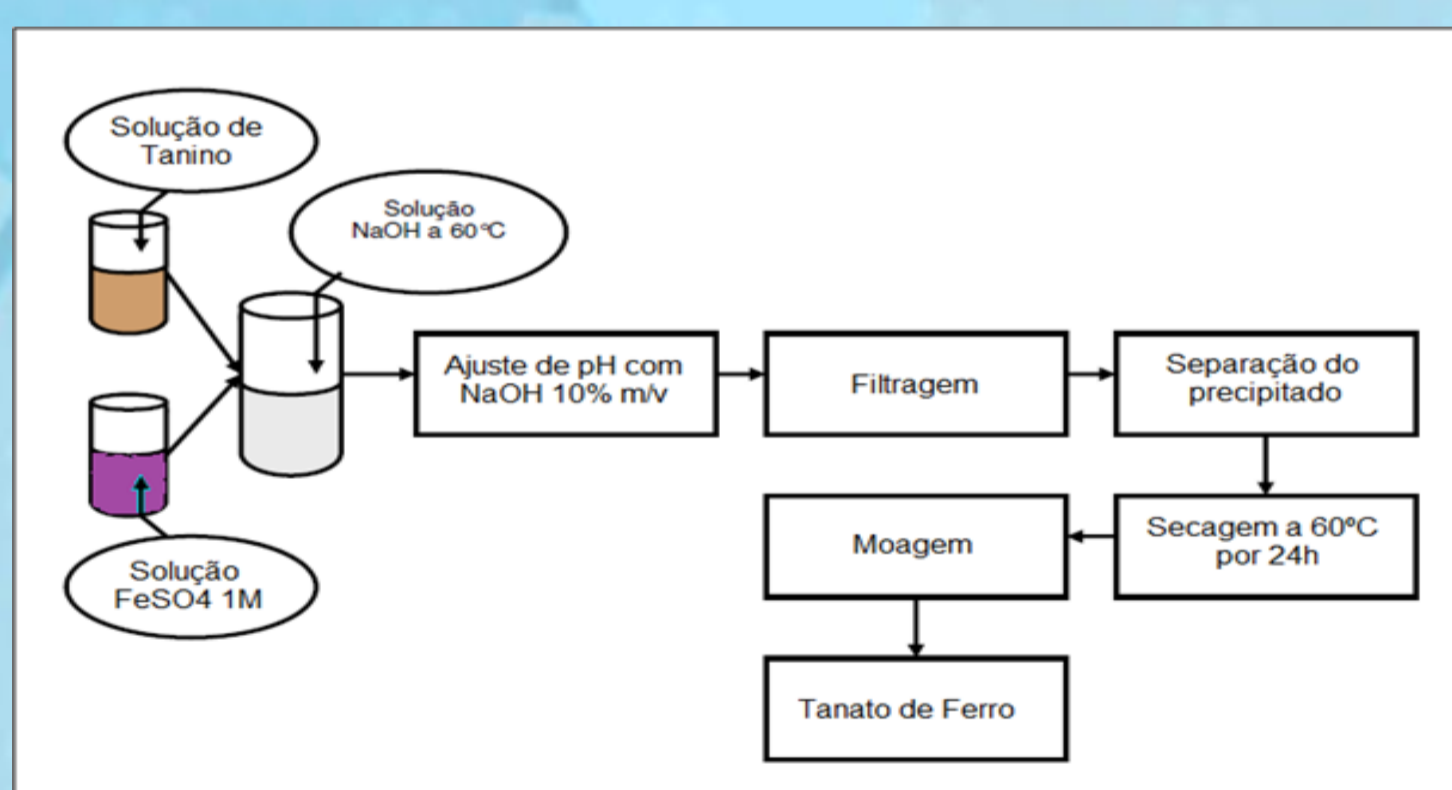 Solução de
Tanino
Solução
NaOH a 60°C
Ajuste de pH com
NaOH 10% m/v
Filtragem
Separação do
precipitado
Secagem a 60ºC
por 24h
Moagem
Tanato de Ferro
Solução
FeSO4 1M